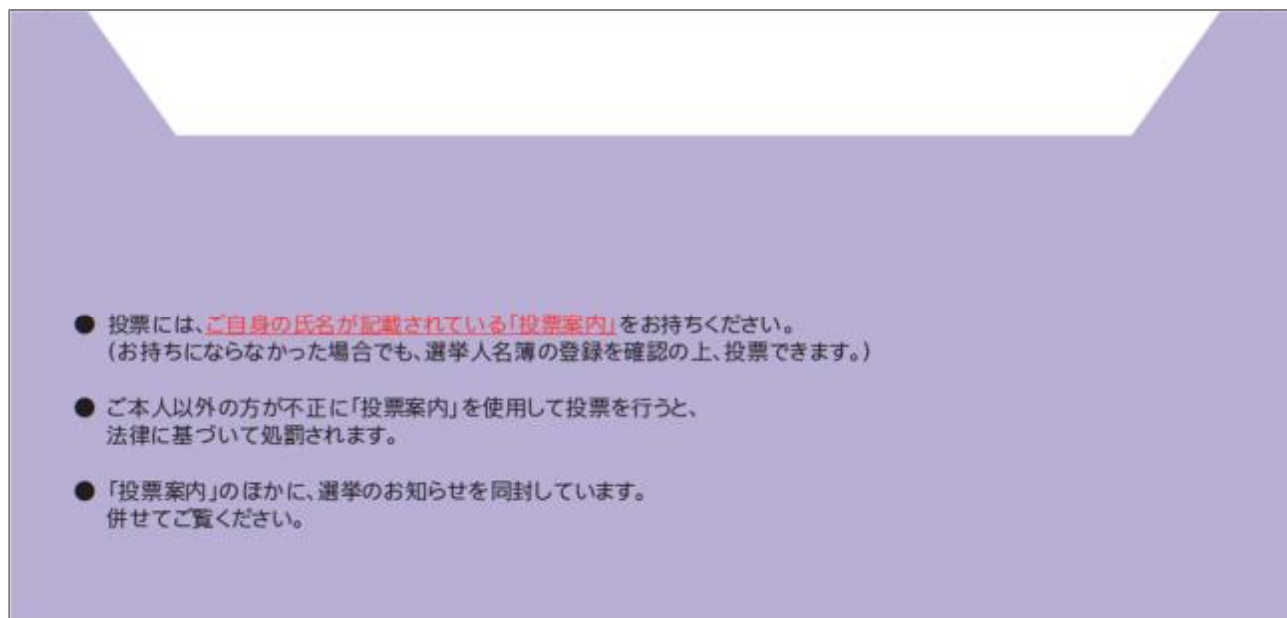 ● 投票には、ご自身の氏名が記載されている「投票案内」をお持ちください。
(お持ちにならなかった場合でも、選挙人名簿の登録を確認の上、投票できます。)
● ご本人以外の方が不正に「投票案内」を使用して投票を行うと、
法律に基づいて処罰されます。
● 「投票案内」のほかに、選挙のお知らせを同封しています。
併せてご覧ください。